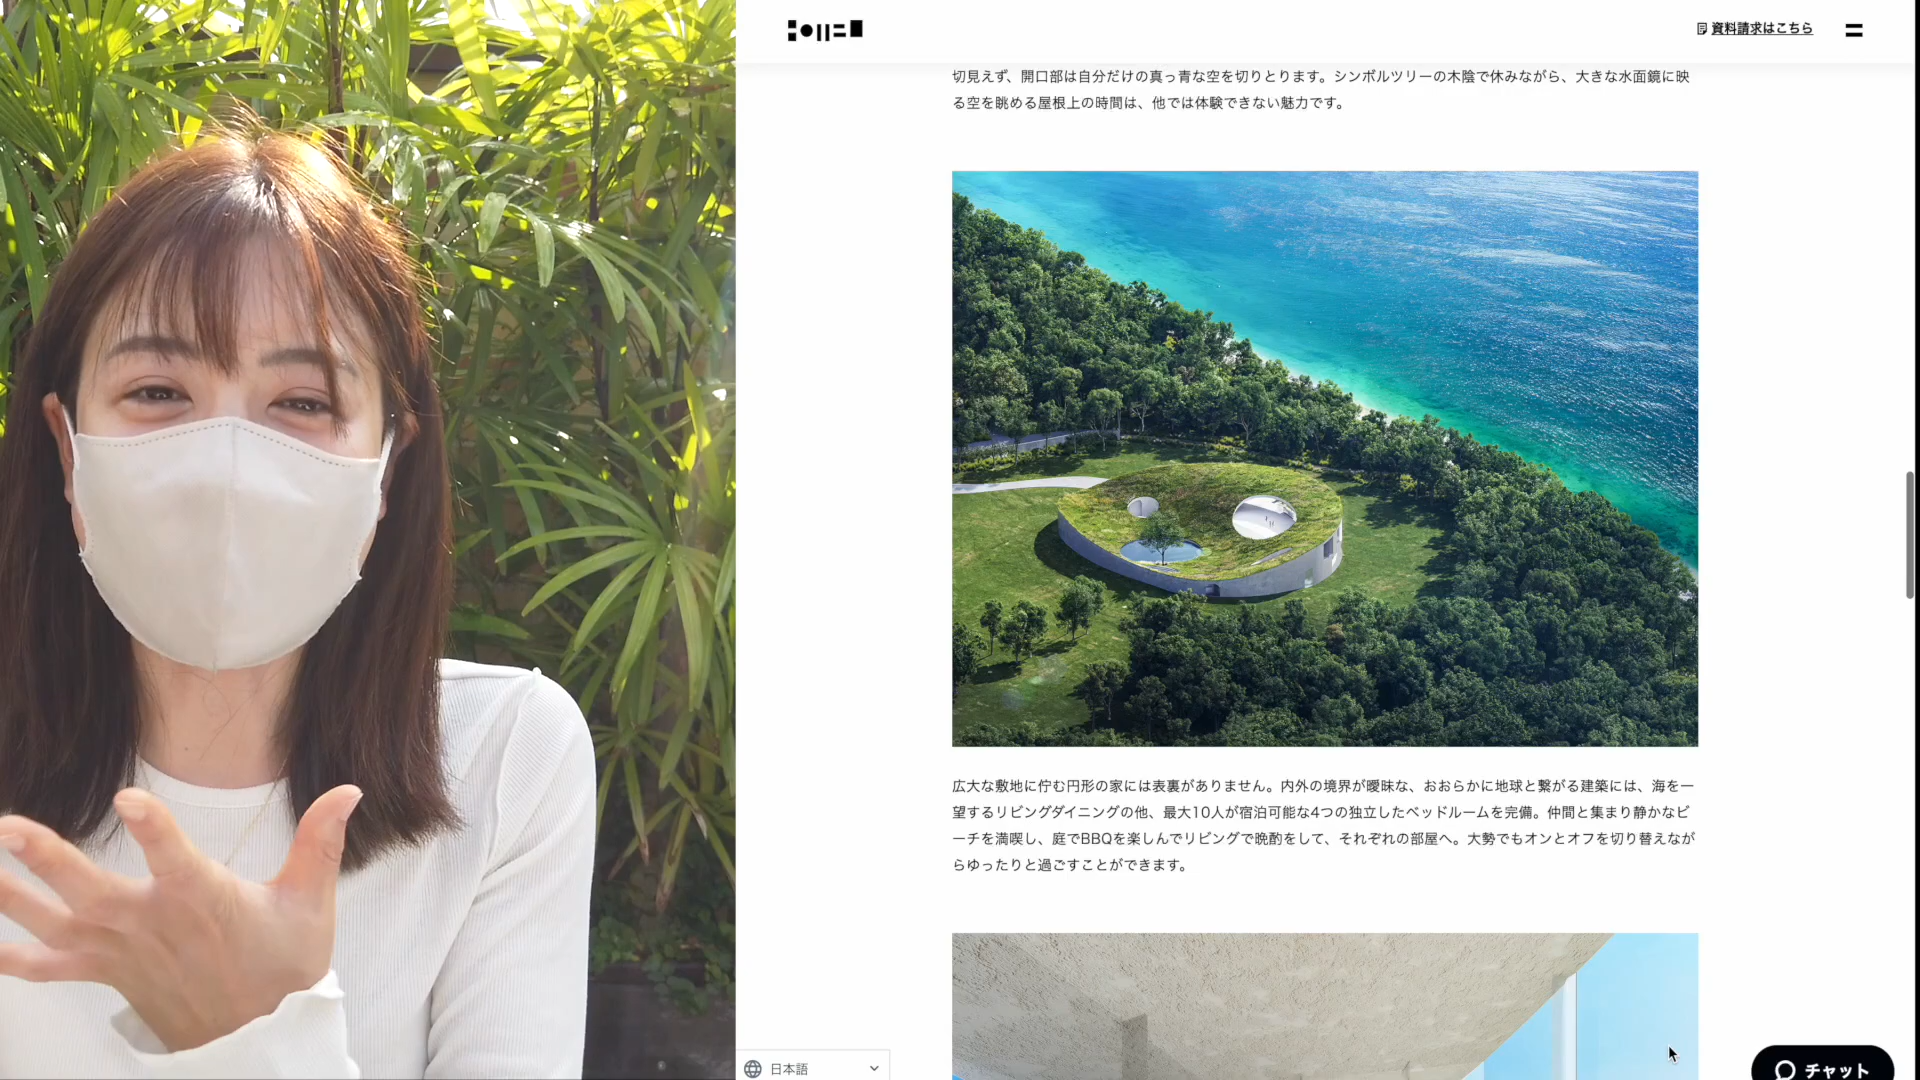 資料請求はこちら
切見えず、開口部は自分だけの真っ青な空を切りとります。シンボルツリーの木陰で休みながら、大きな水面鏡に映
る空を眺める屋根上の時間は、他では体験できない魅力です。
広大な敷地に佇む円形の家には表裏がありません。内外の境界が曖昧な、おおらかに地球と繋がる建築には、海を一
望するリビングダイニングの他、最大10人が宿泊可能な4つの独立したベッドルームを完備。仲間と集まり静かなビ
ーチを満喫し、庭でBBQを楽しんでリビングで晩酌をして、それぞれの部屋へ。大勢でもオンとオフを切り替えなが
らゆったりと過ごすことができます。
日本語
チャット